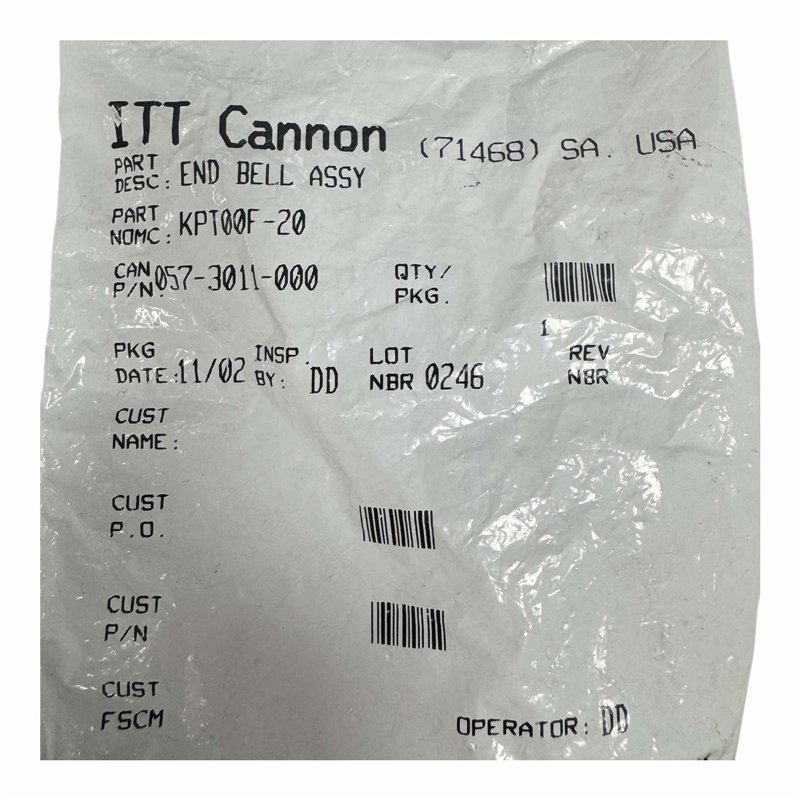 ITT Cannon (71468) SA. USA
PART DESC: END BELL ASSY
PART NOMC: KPT00F-20
CAN P/N. 057-3011-000 QTY/ PKG.
1
PKG DATE: 11/02 INSP. BY: DD LOT NBR 0246 REV NBR
CUST NAME:
CUST P.O.
CUST P/N
CUST FSCM
OPERATOR: DD